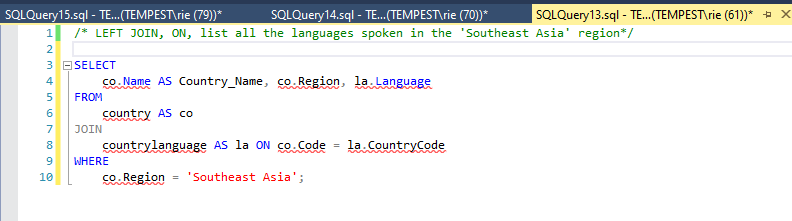 SQLQuery15.sql - TE...(TEMPEST\rie (79))* SQLQuery14.sql - TE...(TEMPEST\rie (70))* SQLQuery13.sql - TE...(TEMPEST\rie (61))*
1 /* LEFT JOIN, ON, list all the languages spoken in the 'Southeast Asia' region*/
2
3 SELECT
4 co.Name AS Country_Name, co.Region, la.Language
5 FROM
6 country AS co
7 JOIN
8 countrylanguage AS la ON co.Code = la.CountryCode
9 WHERE
10 co.Region = 'Southeast Asia';